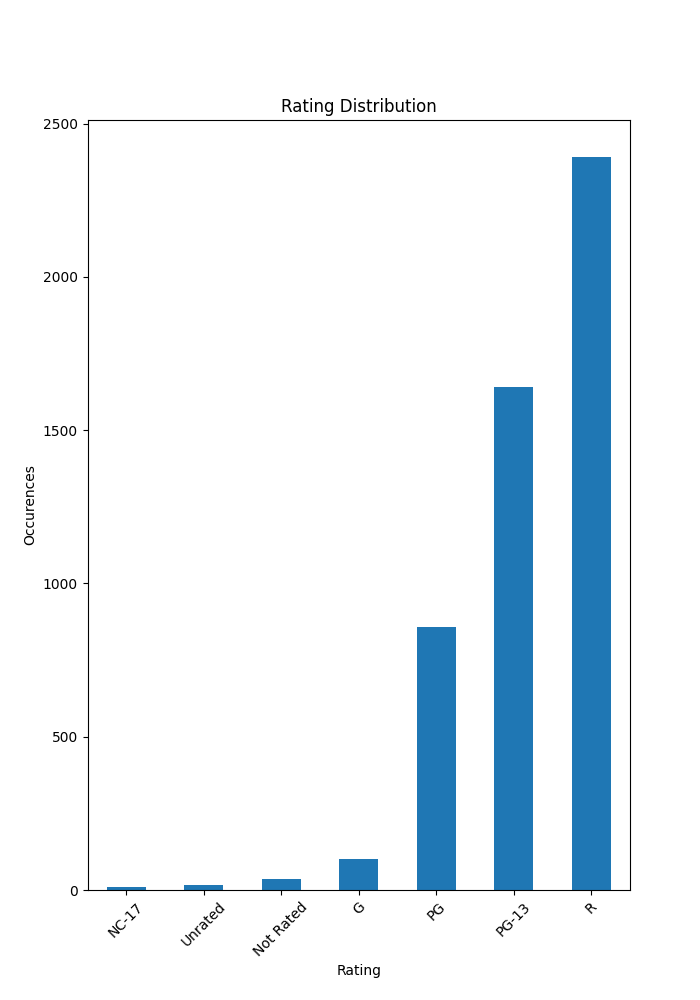 Rating Distribution
2500
2000
1500
1000
500
0
Occurences
NC-17
Unrated
Not Rated
G
PG
PG-13
R
Rating